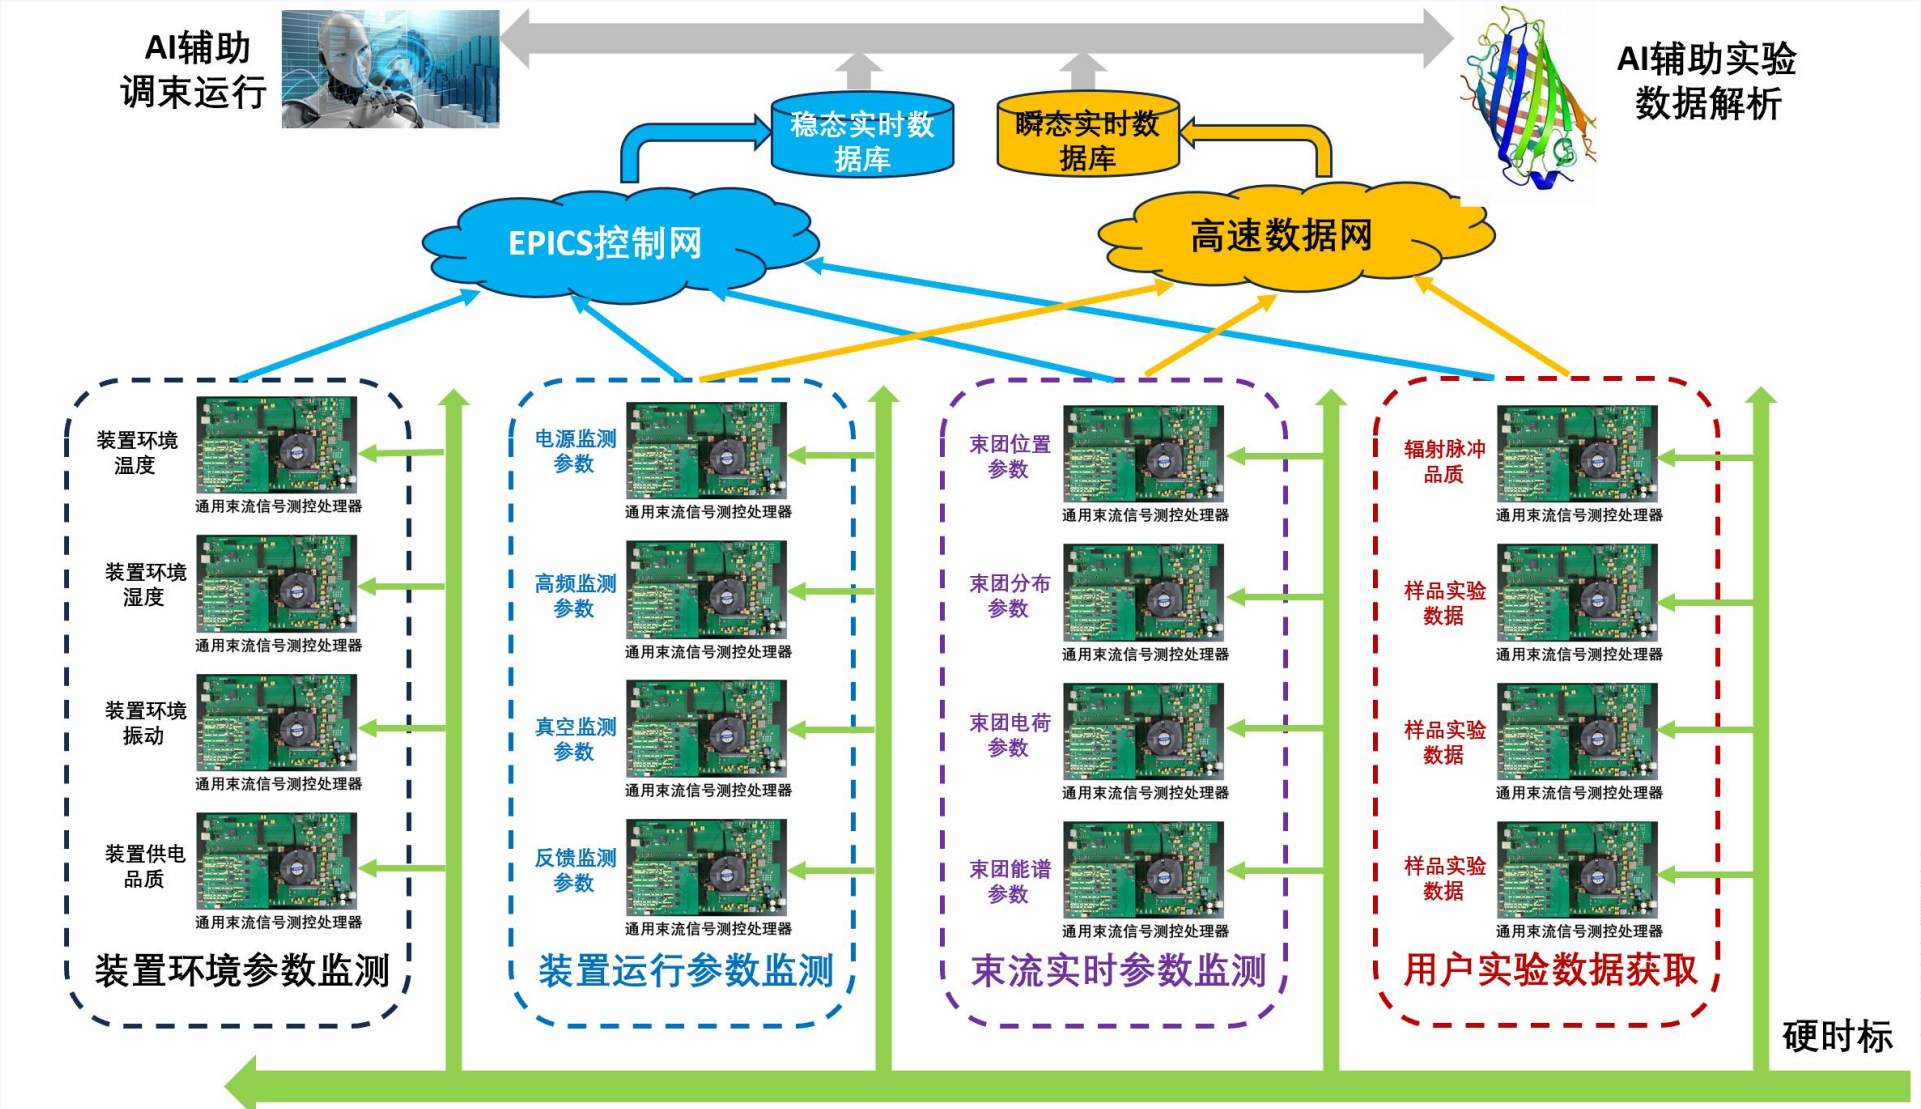 AI辅助
调束运行
稳态实时数
据库
瞬态实时数
据库
AI辅助实验
数据解析
EPICS控制网
高速数据网
装置环境
温度
通用束流信号测控处理器
装置环境
湿度
通用束流信号测控处理器
装置环境
振动
通用束流信号测控处理器
装置供电
品质
通用束流信号测控处理器
装置环境参数监测
电源监测
参数
通用束流信号测控处理器
高频监测
参数
通用束流信号测控处理器
真空监测
参数
通用束流信号测控处理器
反馈监测
参数
通用束流信号测控处理器
装置运行参数监测
束团位置
参数
通用束流信号测控处理器
束团分布
参数
通用束流信号测控处理器
束团电荷
参数
通用束流信号测控处理器
束团能谱
参数
通用束流信号测控处理器
束流实时参数监测
辐射脉冲
品质
通用束流信号测控处理器
样品实验
数据
通用束流信号测控处理器
样品实验
数据
通用束流信号测控处理器
样品实验
数据
通用束流信号测控处理器
用户实验数据获取
硬时标